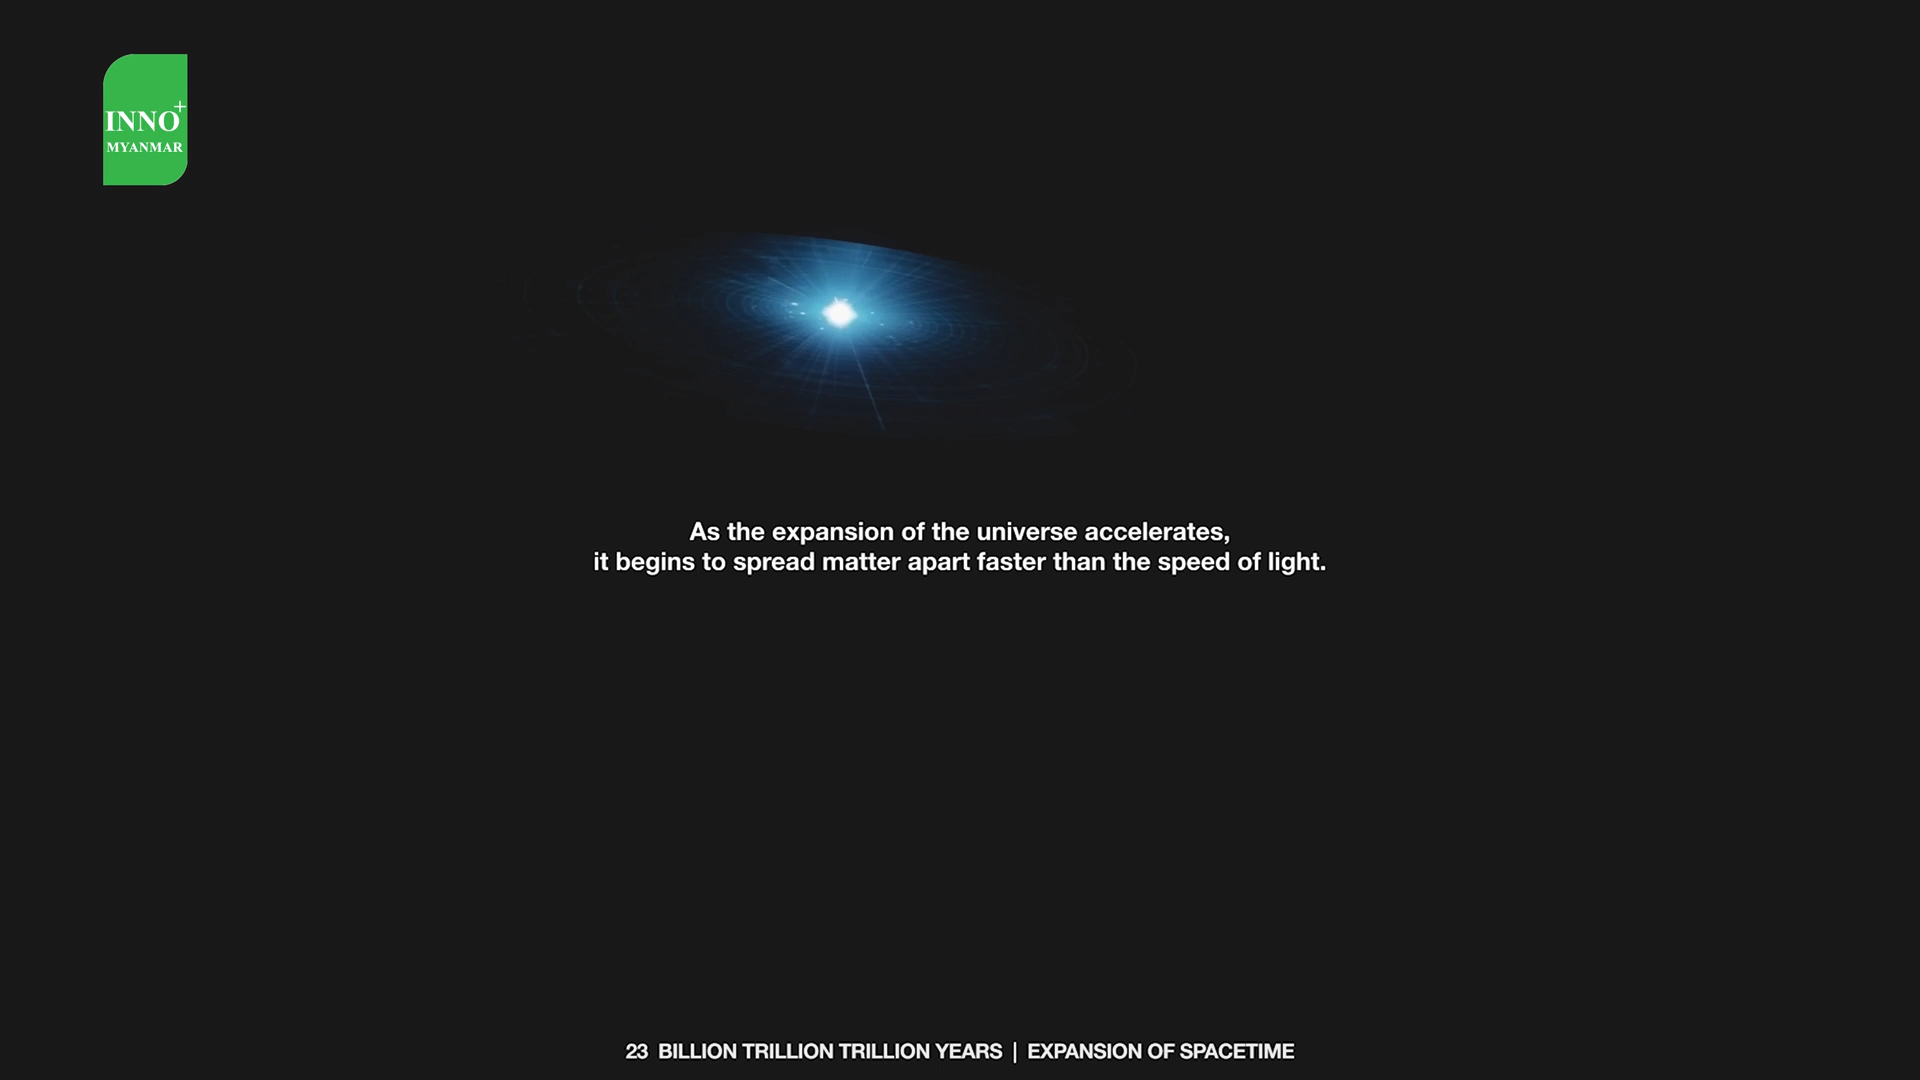 INNO+
MYANMAR
As the expansion of the universe accelerates,
it begins to spread matter apart faster than the speed of light.
23 BILLION TRILLION TRILLION YEARS | EXPANSION OF SPACETIME